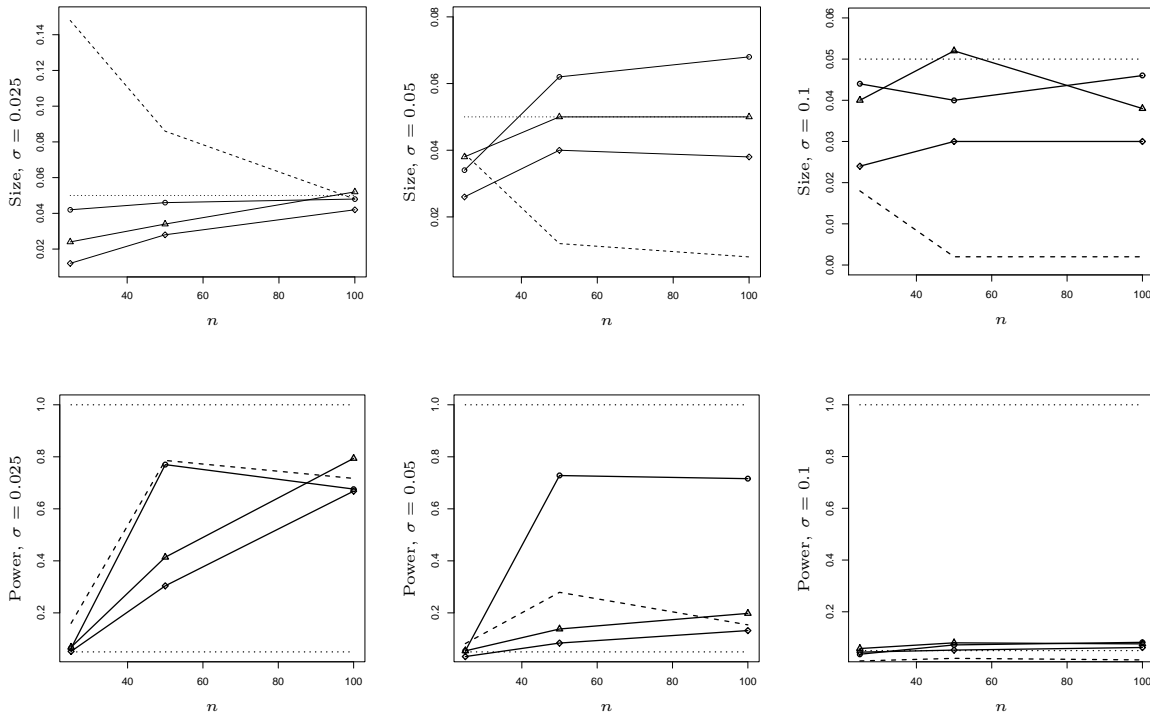 Size, σ = 0.025
0.02 0.04 0.06 0.08 0.10 0.12 0.14
40 60 80 100
n
Size, σ = 0.05
0.02 0.04 0.06 0.08
40 60 80 100
n
Size, σ = 0.1
0.00 0.01 0.02 0.03 0.04 0.05 0.06
40 60 80 100
n
Power, σ = 0.025
0.2 0.4 0.6 0.8 1.0
40 60 80 100
n
Power, σ = 0.05
0.2 0.4 0.6 0.8 1.0
40 60 80 100
n
Power, σ = 0.1
0.2 0.4 0.6 0.8 1.0
40 60 80 100
n